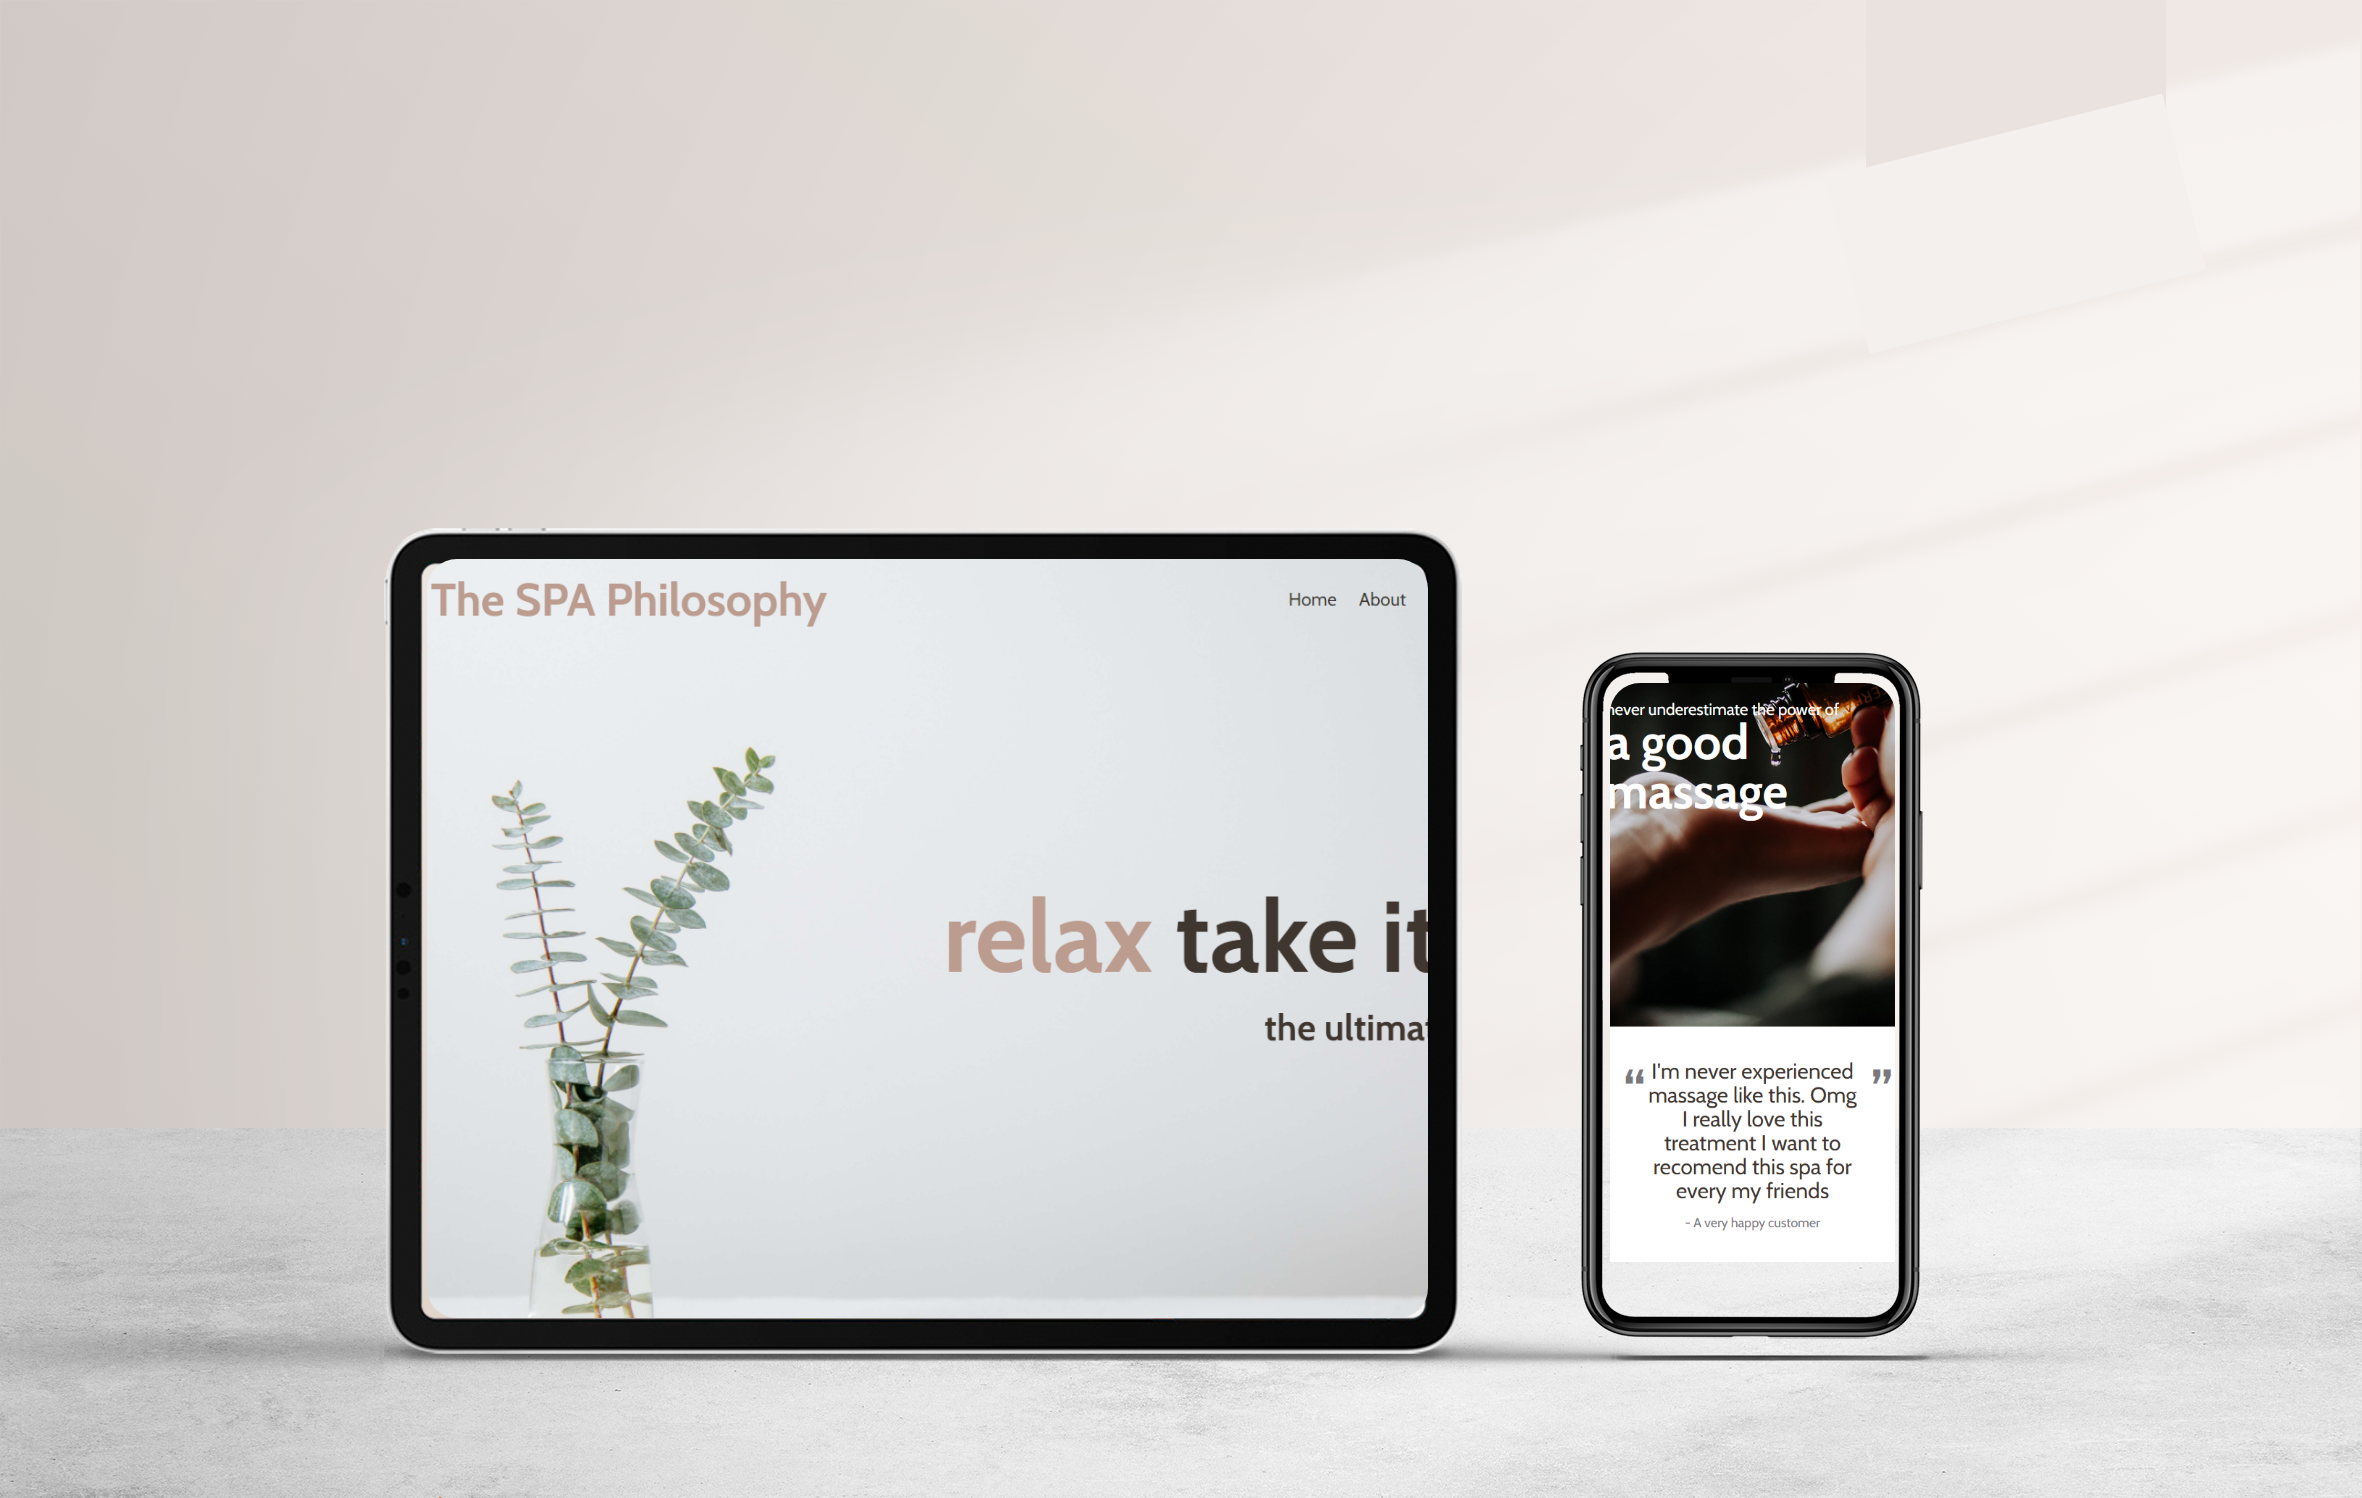 The SPA Philosophy
Home About
relax take it
the ultima
never underestimate the power of
a good
massage
“ I'm never experienced ”
massage like this. Omg
I really love this
treatment I want to
recomend this spa for
every my friends
- A very happy customer